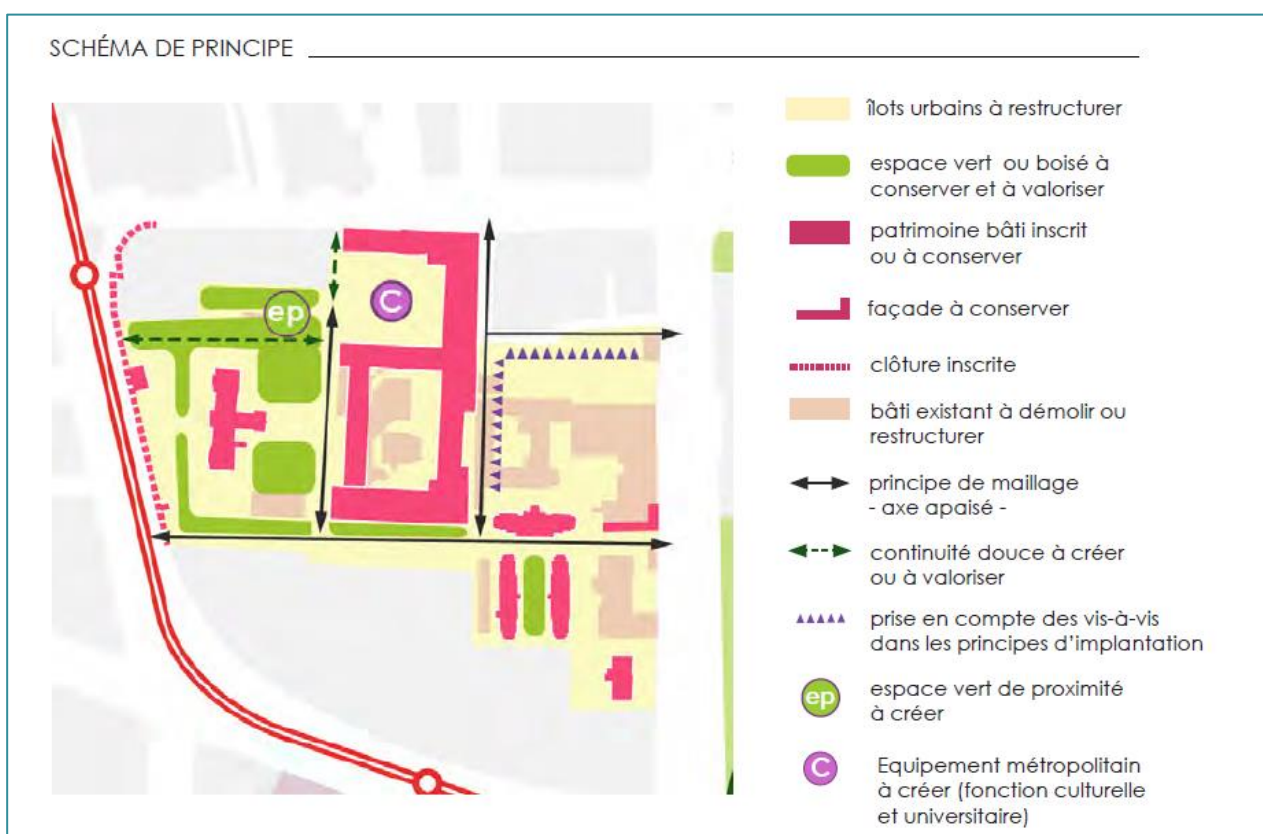 SCHÉMA DE PRINCIPE
îlots urbains à restructurer
espace vert ou boisé à
conserver et à valoriser
patrimoine bâti inscrit
ou à conserver
façade à conserver
clôture inscrite
bâti existant à démolir ou
restructurer
principe de maillage
- axe apaisé -
continuité douce à créer
ou à valoriser
prise en compte des vis-à-vis
dans les principes d'implantation
ep
espace vert de proximité
à créer
C
Equipement métropolitain
à créer (fonction culturelle
et universitaire)
ep
C